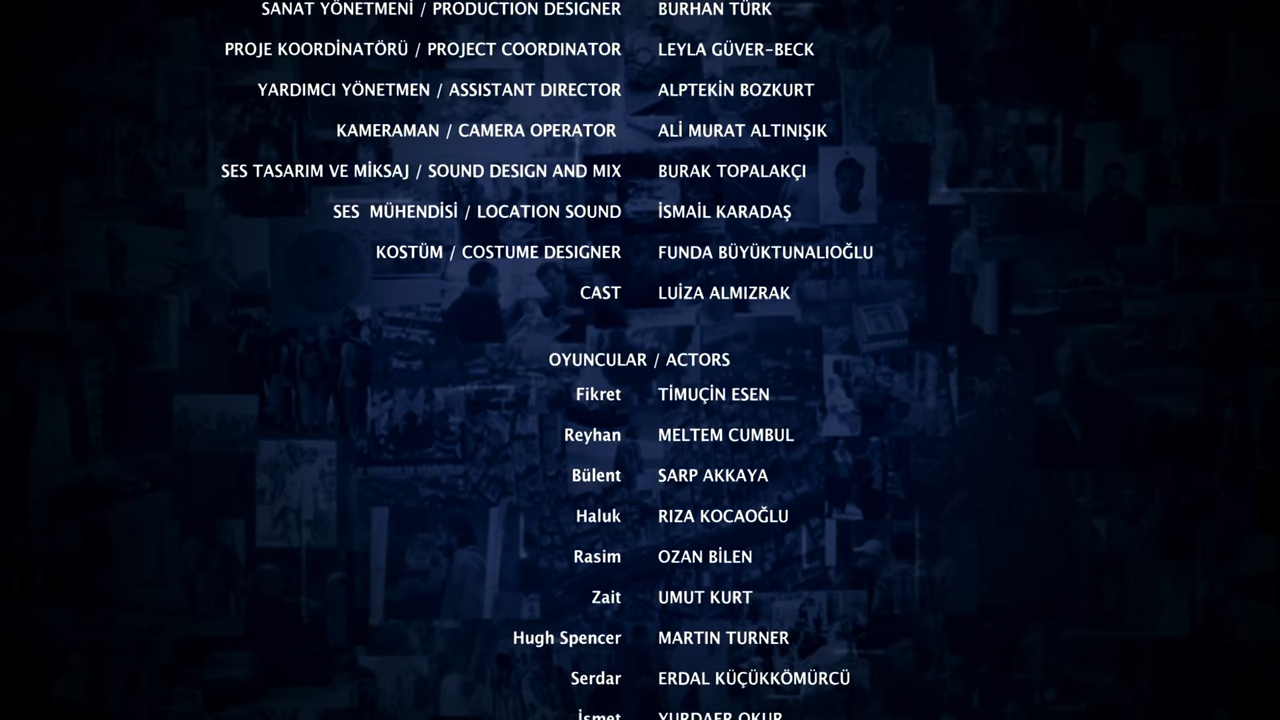 SANAT YÖNETMENİ / PRODUCTION DESIGNER BURHAN TÜRK
PROJE KOORDİNATÖRÜ / PROJECT COORDINATOR LEYLA GÜVER-BECK
YARDIMCI YÖNETMEN / ASSISTANT DIRECTOR ALPTEKİN BOZKURT
KAMERAMAN / CAMERA OPERATOR ALİ MURAT ALTINIŞIK
SES TASARIM VE MİKSAJ / SOUND DESIGN AND MIX BURAK TOPALAKÇI
SES MÜHENDİSİ / LOCATION SOUND İSMAİL KARADAŞ
KOSTÜM / COSTUME DESIGNER FUNDA BÜYÜKTUNALIOĞLU
CAST LUİZA ALMIZRAK
OYUNCULAR / ACTORS
Fikret TİMUÇİN ESEN
Reyhan MELTEM CUMBUL
Bülent SARP AKKAYA
Haluk RIZA KOCAOĞLU
Rasim OZAN BİLEN
Zait UMUT KURT
Hugh Spencer MARTIN TURNER
Serdar ERDAL KÜÇÜKKÖMÜRCÜ
İsmet YURDAER OKUR